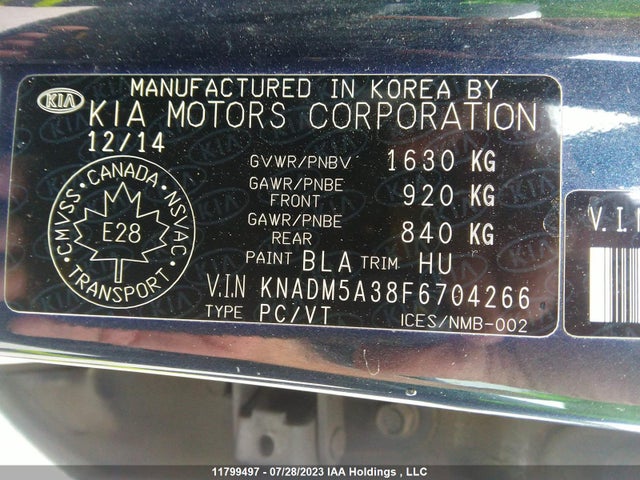 MANUFACTURED IN KOREA BY
KIA KIA MOTORS CORPORATION
12/14
GVWR/PNBV 1630 KG
GAWR/PNBE FRONT 920 KG
GAWR/PNBE REAR 840 KG
CMVSS · CANADA · NSVAC · TRANSPORT ·
E28
PAINT BLA TRIM HU
V.I.N KNADM5A38F6704266
TYPE PC/VT ICES/NMB-002
V.I.N
11799497 - 07/28/2023 IAA Holdings , LLC